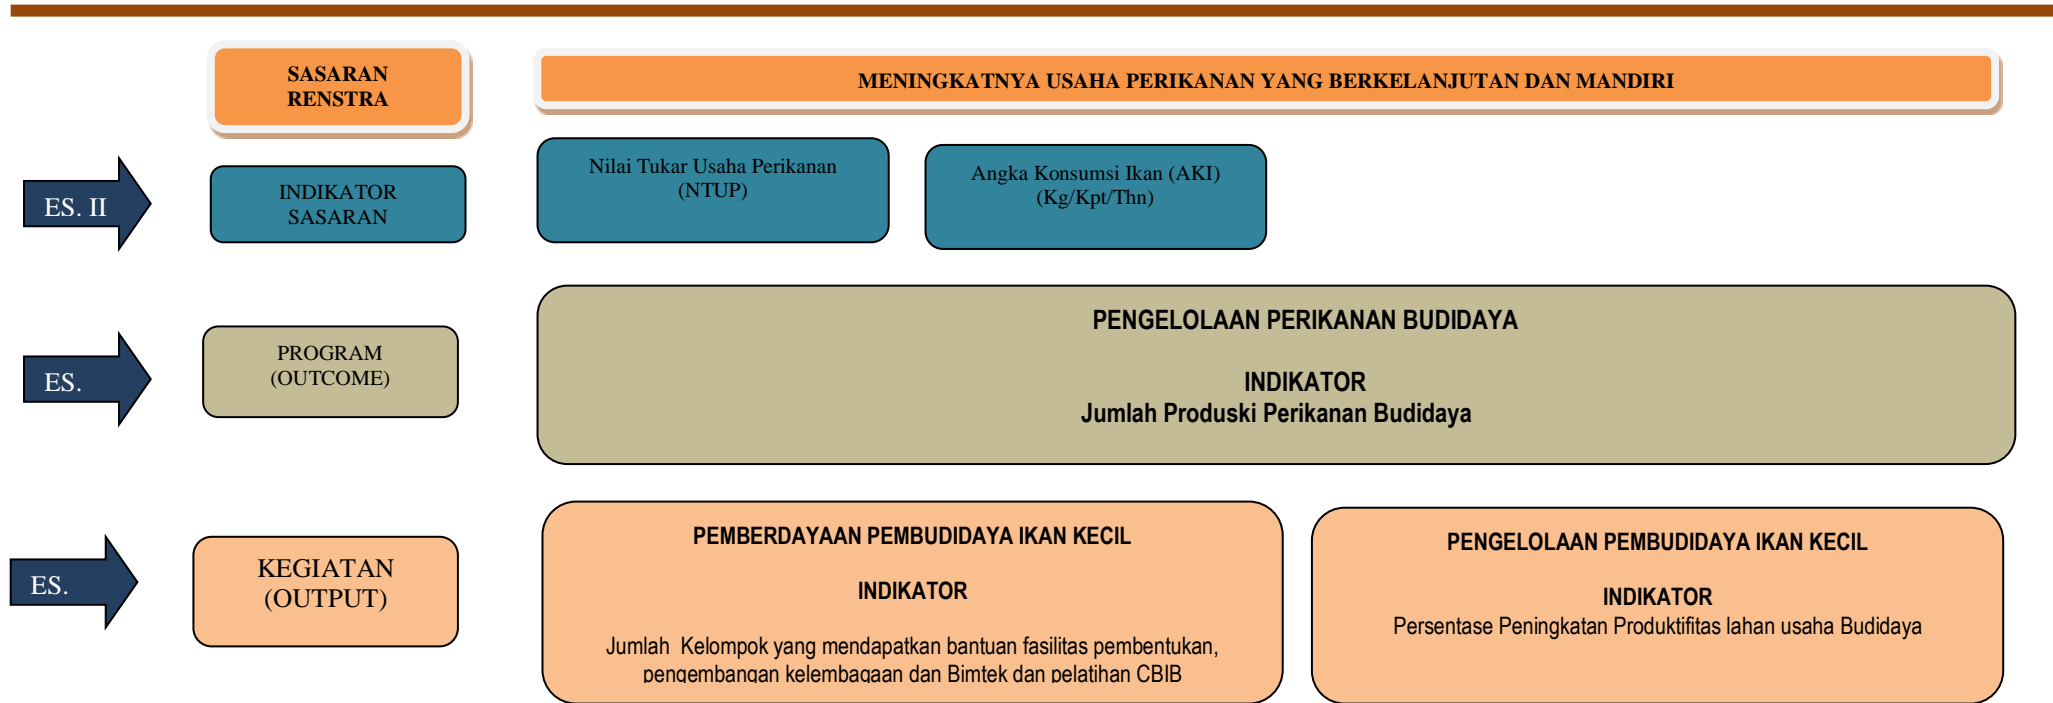 SASARAN
RENSTRA
MENINGKATNYA USAHA PERIKANAN YANG BERKELANJUTAN DAN MANDIRI
ES. II
INDIKATOR
SASARAN
Nilai Tukar Usaha Perikanan
(NTUP)
Angka Konsumsi Ikan (AKI)
(Kg/Kpt/Thn)
ES.
PROGRAM
(OUTCOME)
PENGELOLAAN PERIKANAN BUDIDAYA
INDIKATOR
Jumlah Produski Perikanan Budidaya
ES.
KEGIATAN
(OUTPUT)
PEMBERDAYAAN PEMBUDIDAYA IKAN KECIL
INDIKATOR
Jumlah Kelompok yang mendapatkan bantuan fasilitas pembentukan,
pengembangan kelembagaan dan Bimtek dan pelatihan CBIB
PENGELOLAAN PEMBUDIDAYA IKAN KECIL
INDIKATOR
Persentase Peningkatan Produktifitas lahan usaha Budidaya